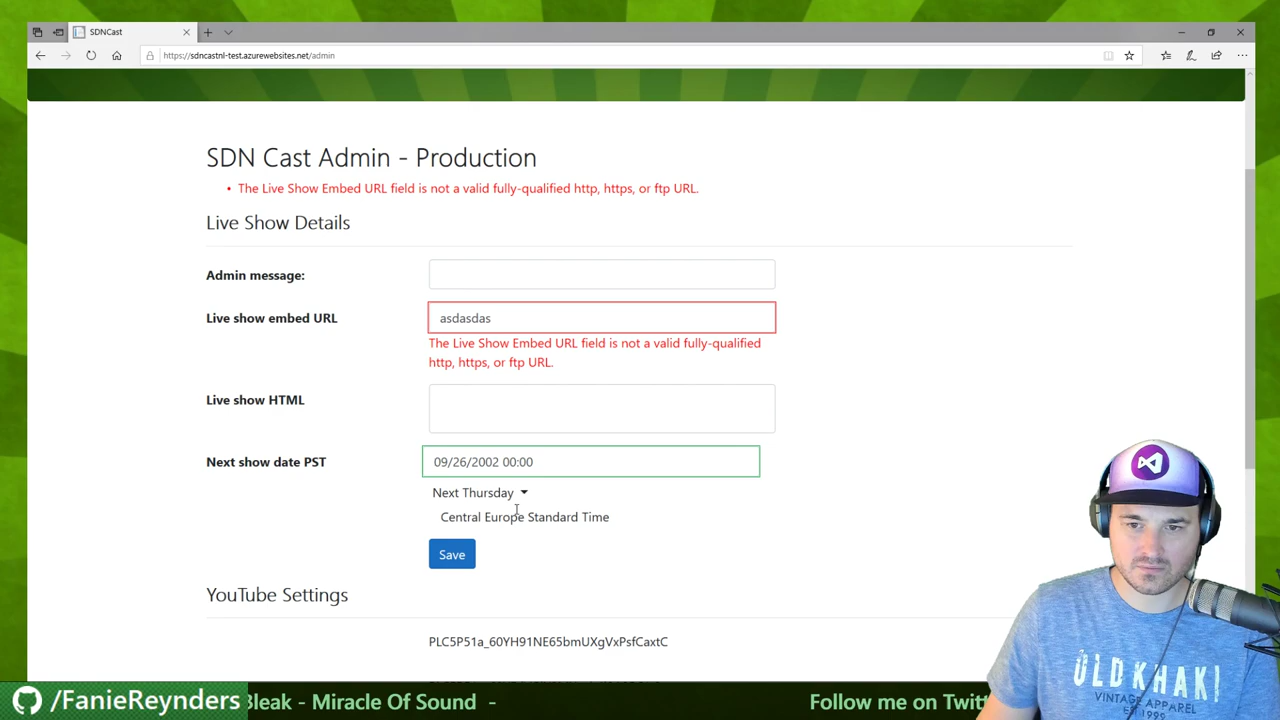 SDNCast
https://sdncastnl-test.azurewebsites.net/admin
SDN Cast Admin - Production
• The Live Show Embed URL field is not a valid fully-qualified http, https, or ftp URL.
Live Show Details
Admin message:
Live show embed URL
asdasdas
The Live Show Embed URL field is not a valid fully-qualified
http, https, or ftp URL.
Live show HTML
Next show date PST
09/26/2002 00:00
Next Thursday
Central Europe Standard Time
Save
YouTube Settings
PLC5P51a_60YH91NE65bmUXgVxPsfCaxtC
OLDKHAKI
VINTAGE APPAREL
EST 1999
/FanieReynders
Bleak - Miracle Of Sound -
Follow me on Twitt